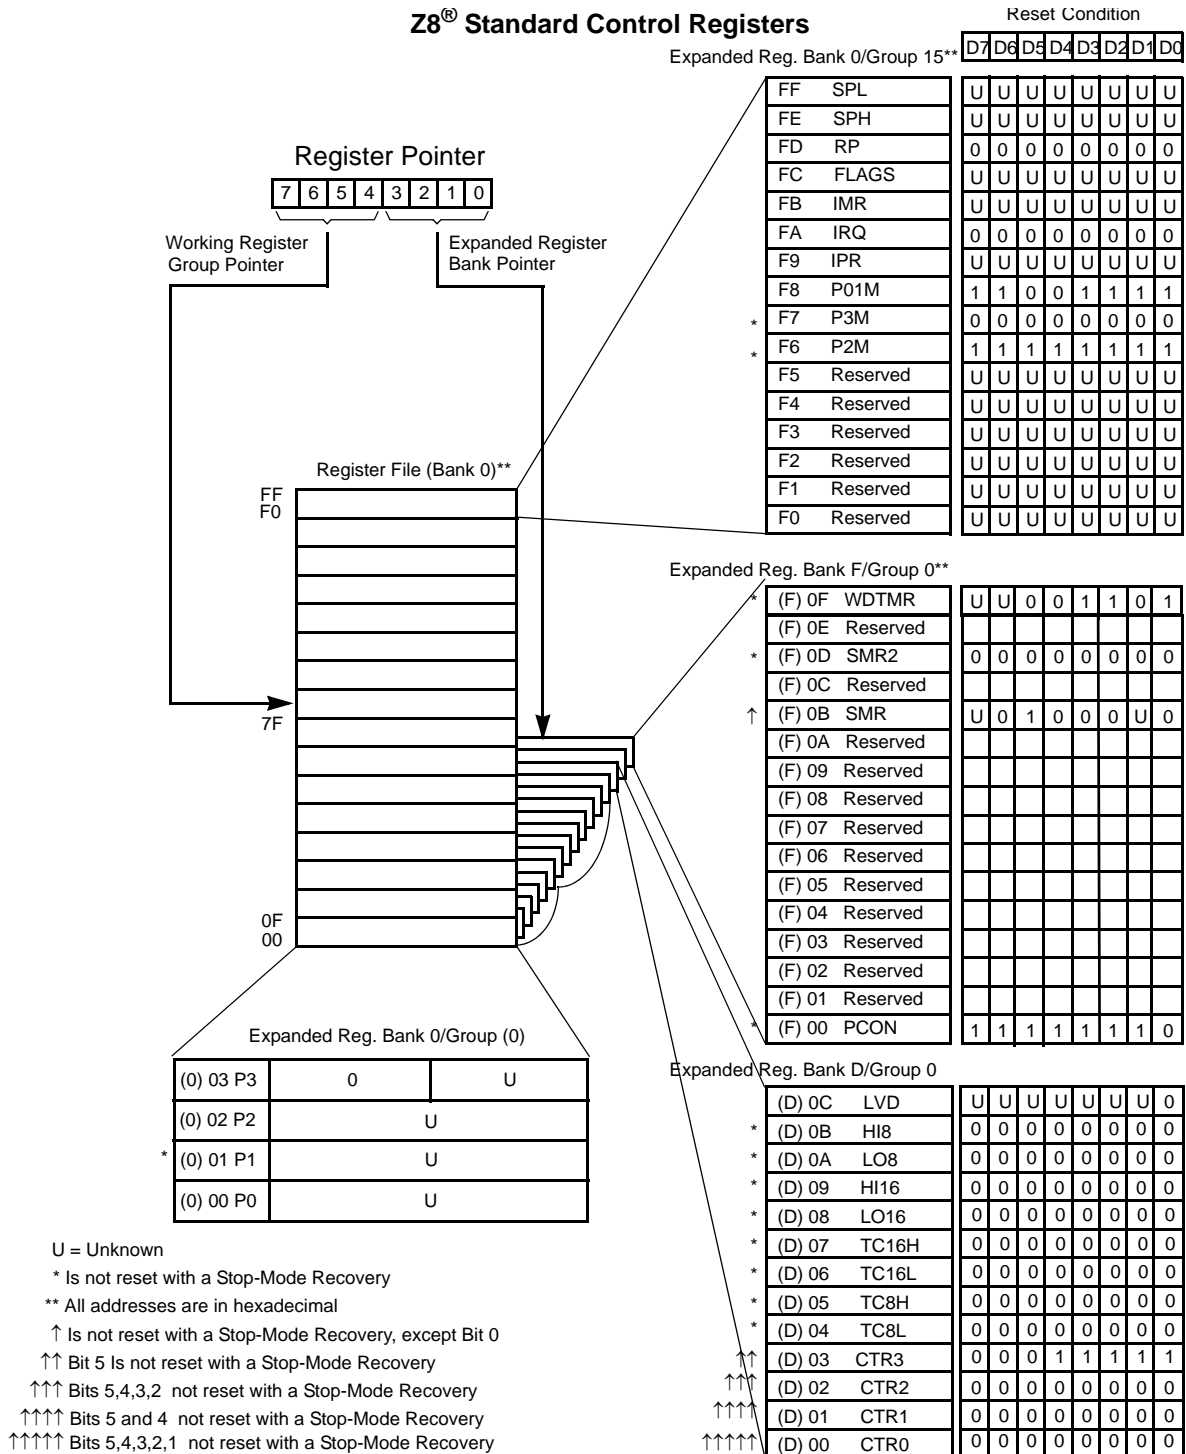 Z8® Standard Control Registers
Reset Condition
Expanded Reg. Bank 0/Group 15**
D7 D6 D5 D4 D3 D2 D1 D0
FF SPL U U U U U U U U
FE SPH U U U U U U U U
FD RP 0 0 0 0 0 0 0 0
FC FLAGS U U U U U U U U
FB IMR U U U U U U U U
FA IRQ 0 0 0 0 0 0 0 0
F9 IPR U U U U U U U U
F8 P01M 1 1 0 0 1 1 1 1
* F7 P3M 0 0 0 0 0 0 0 0
* F6 P2M 1 1 1 1 1 1 1 1
F5 Reserved U U U U U U U U
F4 Reserved U U U U U U U U
F3 Reserved U U U U U U U U
F2 Reserved U U U U U U U U
F1 Reserved U U U U U U U U
F0 Reserved U U U U U U U U
Register Pointer
7 6 5 4 3 2 1 0
Working Register
Group Pointer
Expanded Register
Bank Pointer
Register File (Bank 0)**
FF
F0
7F
0F
00
Expanded Reg. Bank F/Group 0**
* (F) 0F WDTMR U U 0 0 1 1 0 1
(F) 0E Reserved
* (F) 0D SMR2 0 0 0 0 0 0 0 0
(F) 0C Reserved
↑ (F) 0B SMR U 0 1 0 0 0 U 0
(F) 0A Reserved
(F) 09 Reserved
(F) 08 Reserved
(F) 07 Reserved
(F) 06 Reserved
(F) 05 Reserved
(F) 04 Reserved
(F) 03 Reserved
(F) 02 Reserved
(F) 01 Reserved
* (F) 00 PCON 1 1 1 1 1 1 1 0
Expanded Reg. Bank 0/Group (0)
(0) 03 P3 0 U
(0) 02 P2 U
* (0) 01 P1 U
(0) 00 P0 U
Expanded Reg. Bank D/Group 0
(D) 0C LVD U U U U U U U 0
* (D) 0B HI8 0 0 0 0 0 0 0 0
* (D) 0A LO8 0 0 0 0 0 0 0 0
* (D) 09 HI16 0 0 0 0 0 0 0 0
* (D) 08 LO16 0 0 0 0 0 0 0 0
* (D) 07 TC16H 0 0 0 0 0 0 0 0
* (D) 06 TC16L 0 0 0 0 0 0 0 0
* (D) 05 TC8H 0 0 0 0 0 0 0 0
* (D) 04 TC8L 0 0 0 0 0 0 0 0
↑↑ (D) 03 CTR3 0 0 0 1 1 1 1 1
↑↑↑ (D) 02 CTR2 0 0 0 0 0 0 0 0
↑↑↑↑ (D) 01 CTR1 0 0 0 0 0 0 0 0
↑↑↑↑↑ (D) 00 CTR0 0 0 0 0 0 0 0 0
U = Unknown
* Is not reset with a Stop-Mode Recovery
** All addresses are in hexadecimal
↑ Is not reset with a Stop-Mode Recovery, except Bit 0
↑↑ Bit 5 Is not reset with a Stop-Mode Recovery
↑↑↑ Bits 5,4,3,2 not reset with a Stop-Mode Recovery
↑↑↑↑ Bits 5 and 4 not reset with a Stop-Mode Recovery
↑↑↑↑↑ Bits 5,4,3,2,1 not reset with a Stop-Mode Recovery